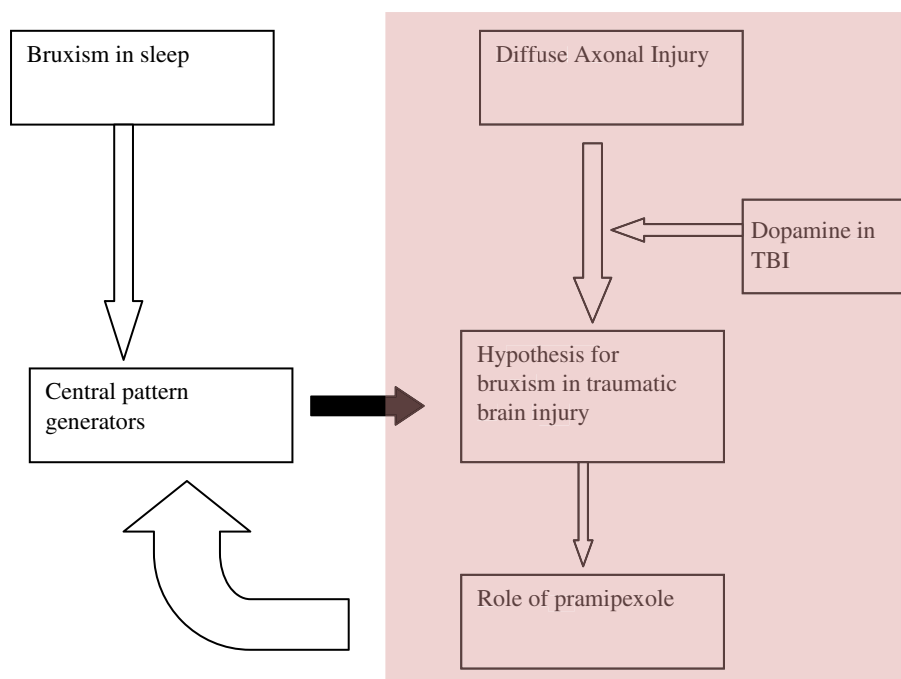 Bruxism in sleep
Diffuse Axonal Injury
Dopamine in
TBI
Central pattern
generators
Hypothesis for
bruxism in traumatic
brain injury
Role of pramipexole